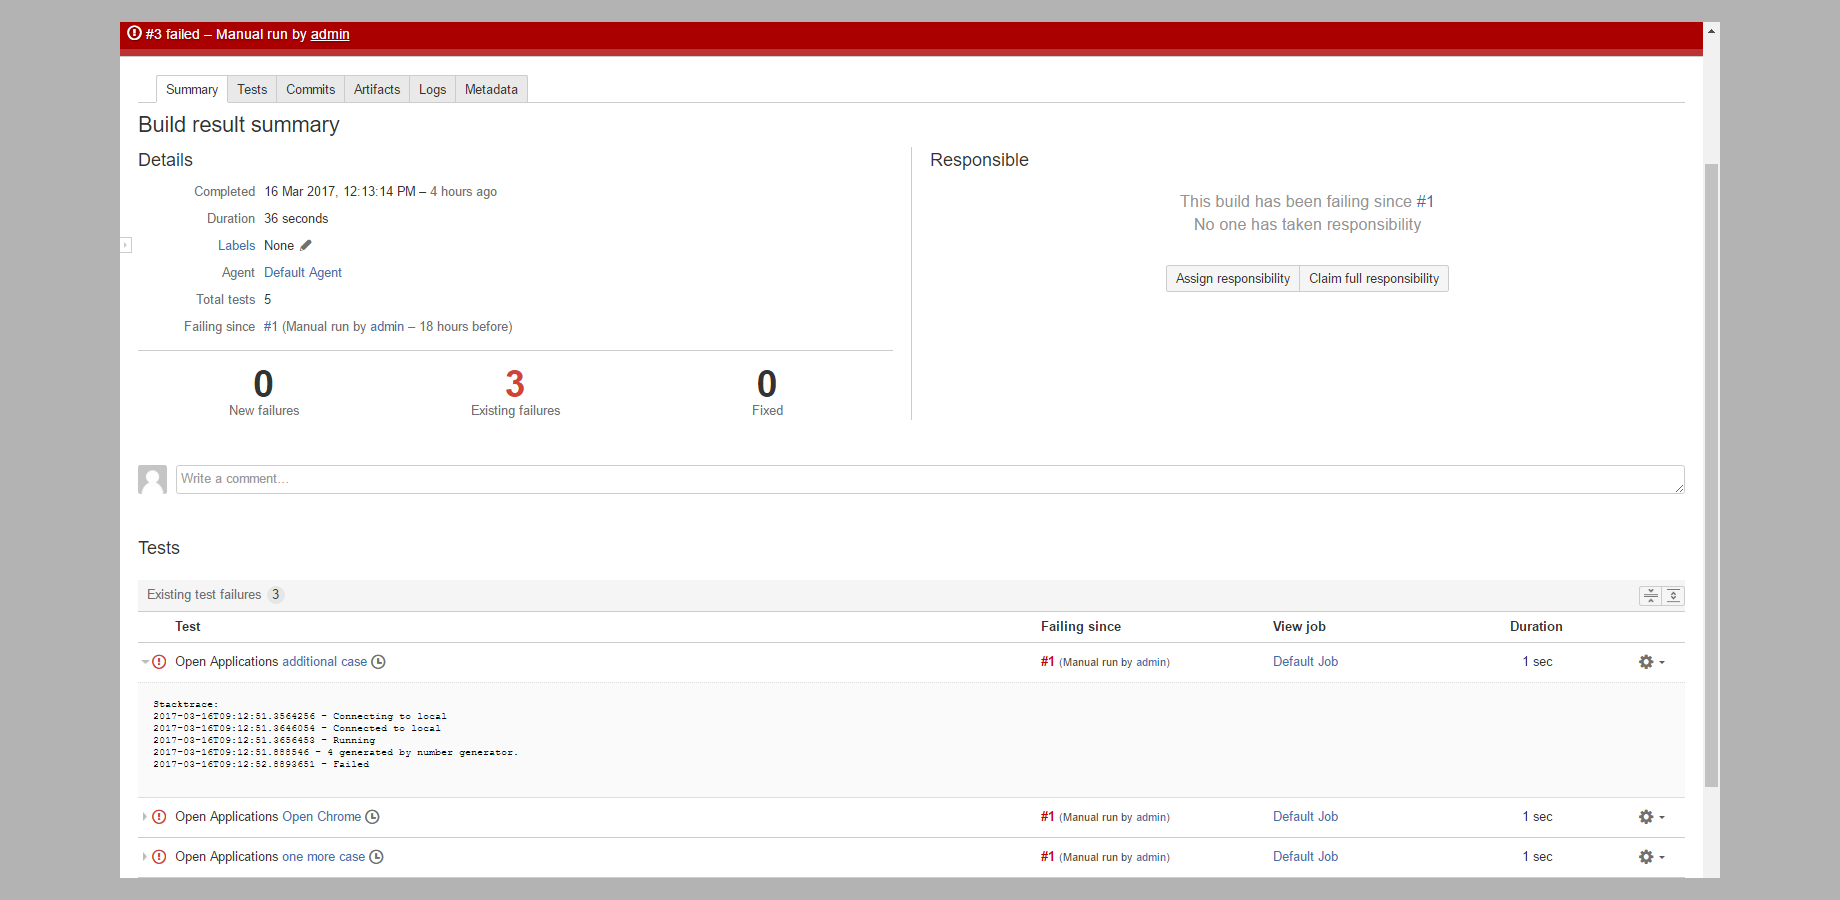 #3 failed – Manual run by admin
Summary Tests Commits Artifacts Logs Metadata
Build result summary
Details
Completed 16 Mar 2017, 12:13:14 PM – 4 hours ago
Duration 36 seconds
Labels None
Agent Default Agent
Total tests 5
Failing since #1 (Manual run by admin – 18 hours before)
0 3 0
New failures Existing failures Fixed
Responsible
This build has been failing since #1
No one has taken responsibility
Assign responsibility Claim full responsibility
Write a comment...
Tests
Existing test failures 3
Test Failing since View job Duration
Open Applications additional case #1 (Manual run by admin) Default Job 1 sec
Stacktrace:
2017-03-16T09:12:51.3564256 - Connecting to local
2017-03-16T09:12:51.3646054 - Connected to local
2017-03-16T09:12:51.3656453 - Running
2017-03-16T09:12:51.888546 - 4 generated by number generator.
2017-03-16T09:12:52.8893651 - Failed
Open Applications Open Chrome #1 (Manual run by admin) Default Job 1 sec
Open Applications one more case #1 (Manual run by admin) Default Job 1 sec